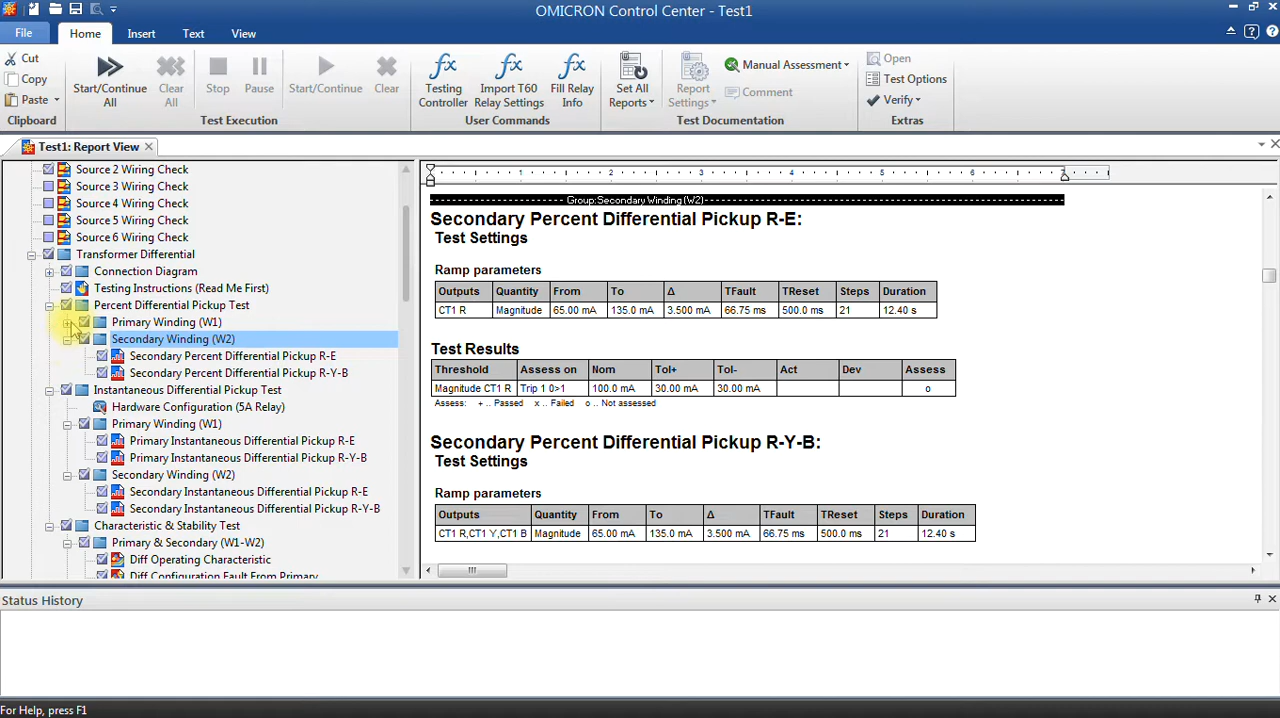 OMICRON Control Center - Test1
File Home Insert Text View
Cut
Copy
Paste
Clipboard
Start/Continue All
Clear All
Stop
Pause
Start/Continue
Clear
Test Execution
Testing Controller
Import T60 Relay Settings
Fill Relay Info
User Commands
Set All Reports
Report Settings
Manual Assessment
Comment
Test Documentation
Open
Test Options
Verify
Extras
Test1: Report View
Source 2 Wiring Check
Source 3 Wiring Check
Source 4 Wiring Check
Source 5 Wiring Check
Source 6 Wiring Check
Transformer Differential
Connection Diagram
Testing Instructions (Read Me First)
Percent Differential Pickup Test
Primary Winding (W1)
Secondary Winding (W2)
Secondary Percent Differential Pickup R-E
Secondary Percent Differential Pickup R-Y-B
Instantaneous Differential Pickup Test
Hardware Configuration (5A Relay)
Primary Winding (W1)
Primary Instantaneous Differential Pickup R-E
Primary Instantaneous Differential Pickup R-Y-B
Secondary Winding (W2)
Secondary Instantaneous Differential Pickup R-E
Secondary Instantaneous Differential Pickup R-Y-B
Characteristic & Stability Test
Primary & Secondary (W1-W2)
Diff Operating Characteristic
Diff Configuration Fault From Primary
1 2 3 4 5 6 7
Group:Secondary Winding (W2)
Secondary Percent Differential Pickup R-E:
Test Settings
Ramp parameters
Outputs Quantity From To Δ TFault TReset Steps Duration
CT1 R Magnitude 65.00 mA 135.0 mA 3.500 mA 66.75 ms 500.0 ms 21 12.40 s
Test Results
Threshold Assess on Nom Tol+ Tol- Act Dev Assess
Magnitude CT1 R Trip 1 0>1 100.0 mA 30.00 mA 30.00 mA o
Assess: + .. Passed x .. Failed o .. Not assessed
Secondary Percent Differential Pickup R-Y-B:
Test Settings
Ramp parameters
Outputs Quantity From To Δ TFault TReset Steps Duration
CT1 R,CT1 Y,CT1 B Magnitude 65.00 mA 135.0 mA 3.500 mA 66.75 ms 500.0 ms 21 12.40 s
Status History
For Help, press F1